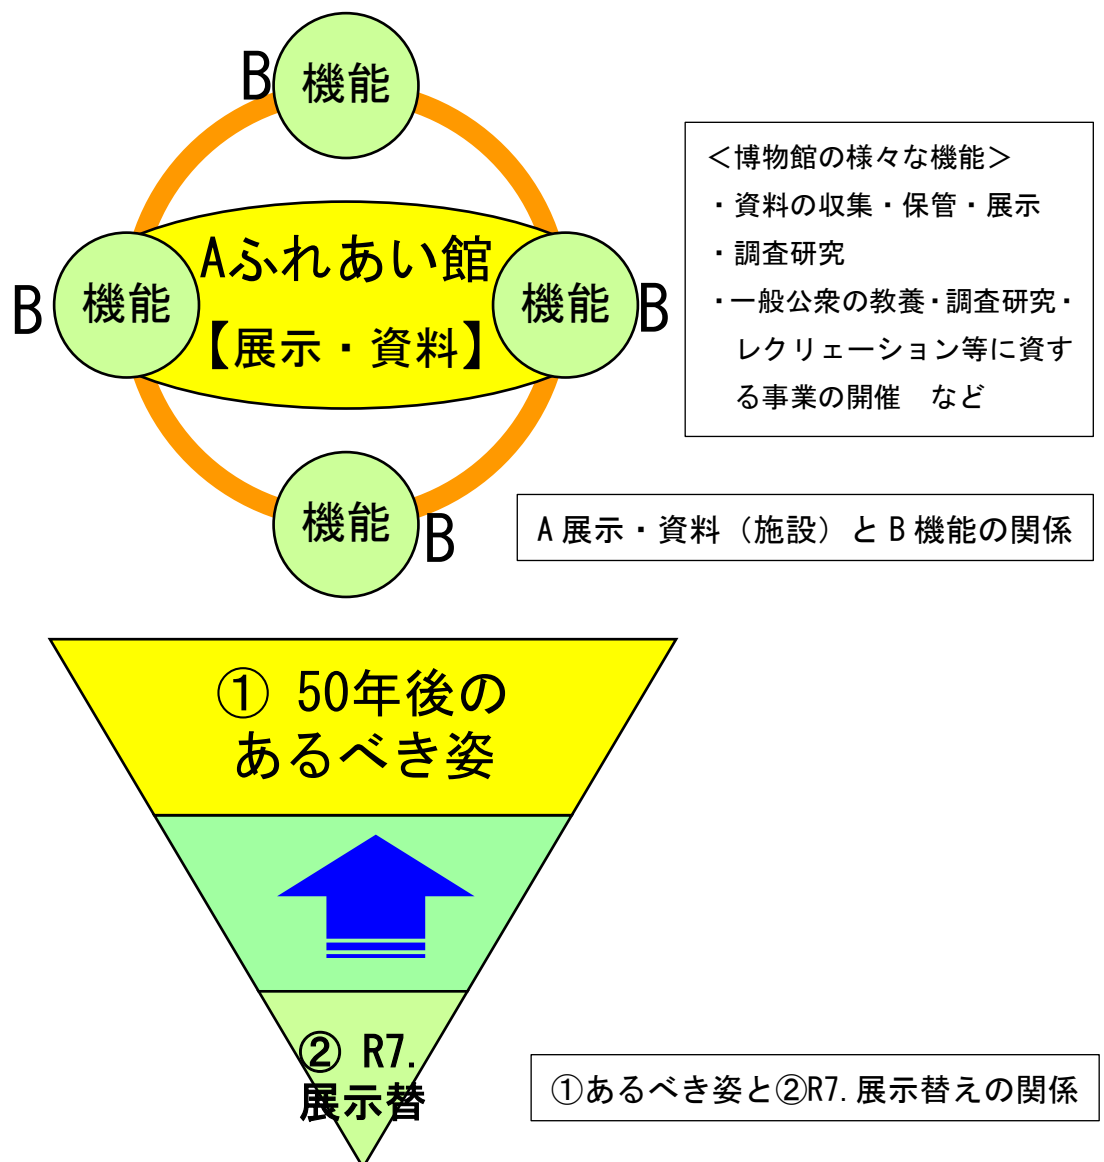 B
機能
Aふれあい館
【展示・資料】
B
機能
機能
B
機能
B
＜博物館の様々な機能＞
・資料の収集・保管・展示
・調査研究
・一般公衆の教養・調査研究・
レクリェーション等に資す
る事業の開催　など
A 展示・資料（施設）とB 機能の関係
① 50年後の
あるべき姿
② R7.
展示替
①あるべき姿と②R7.展示替えの関係